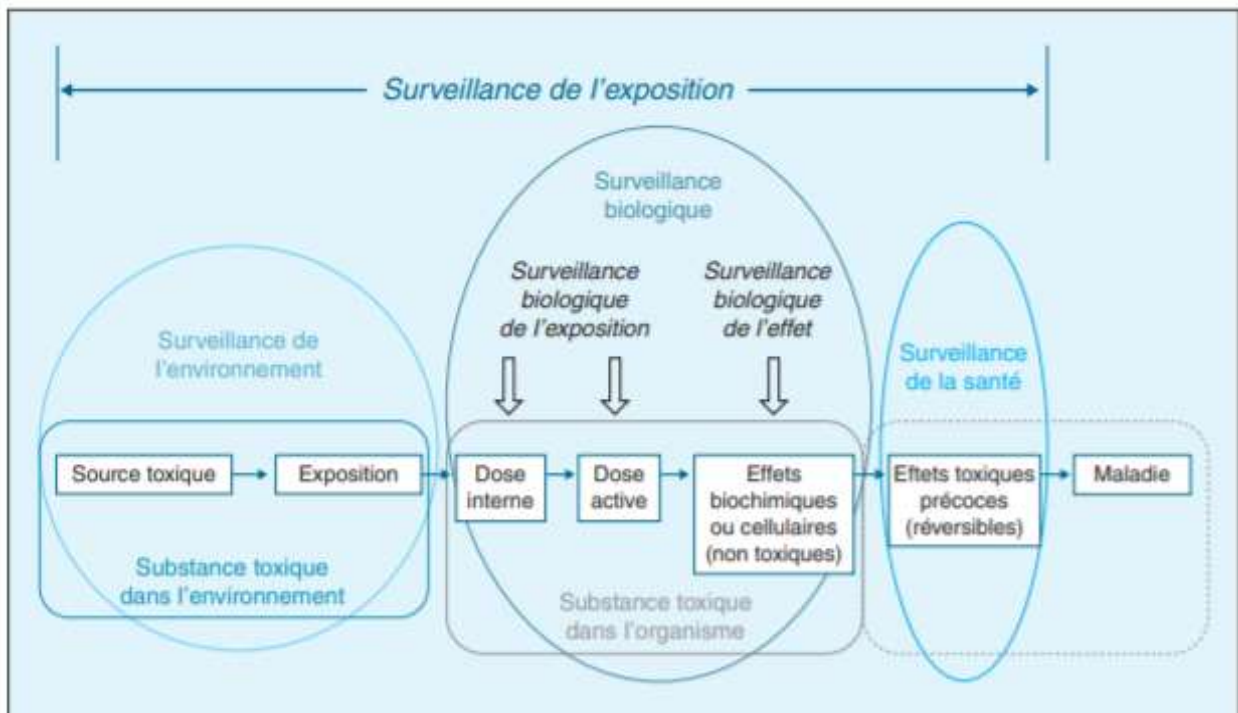 Surveillance de l'exposition
Surveillance
biologique
Surveillance
biologique
de l'exposition
Surveillance
biologique
de l'effet
Surveillance de
l'environnement
Surveillance
de la santé
Source toxique
Exposition
Dose
interne
Dose
active
Effets
biochimiques
ou cellulaires
(non toxiques)
Eftets toxiques
précoces
(réversibles)
Maladie
Substance toxique
dans l'environnement
Substance toxique
dans l'organisme